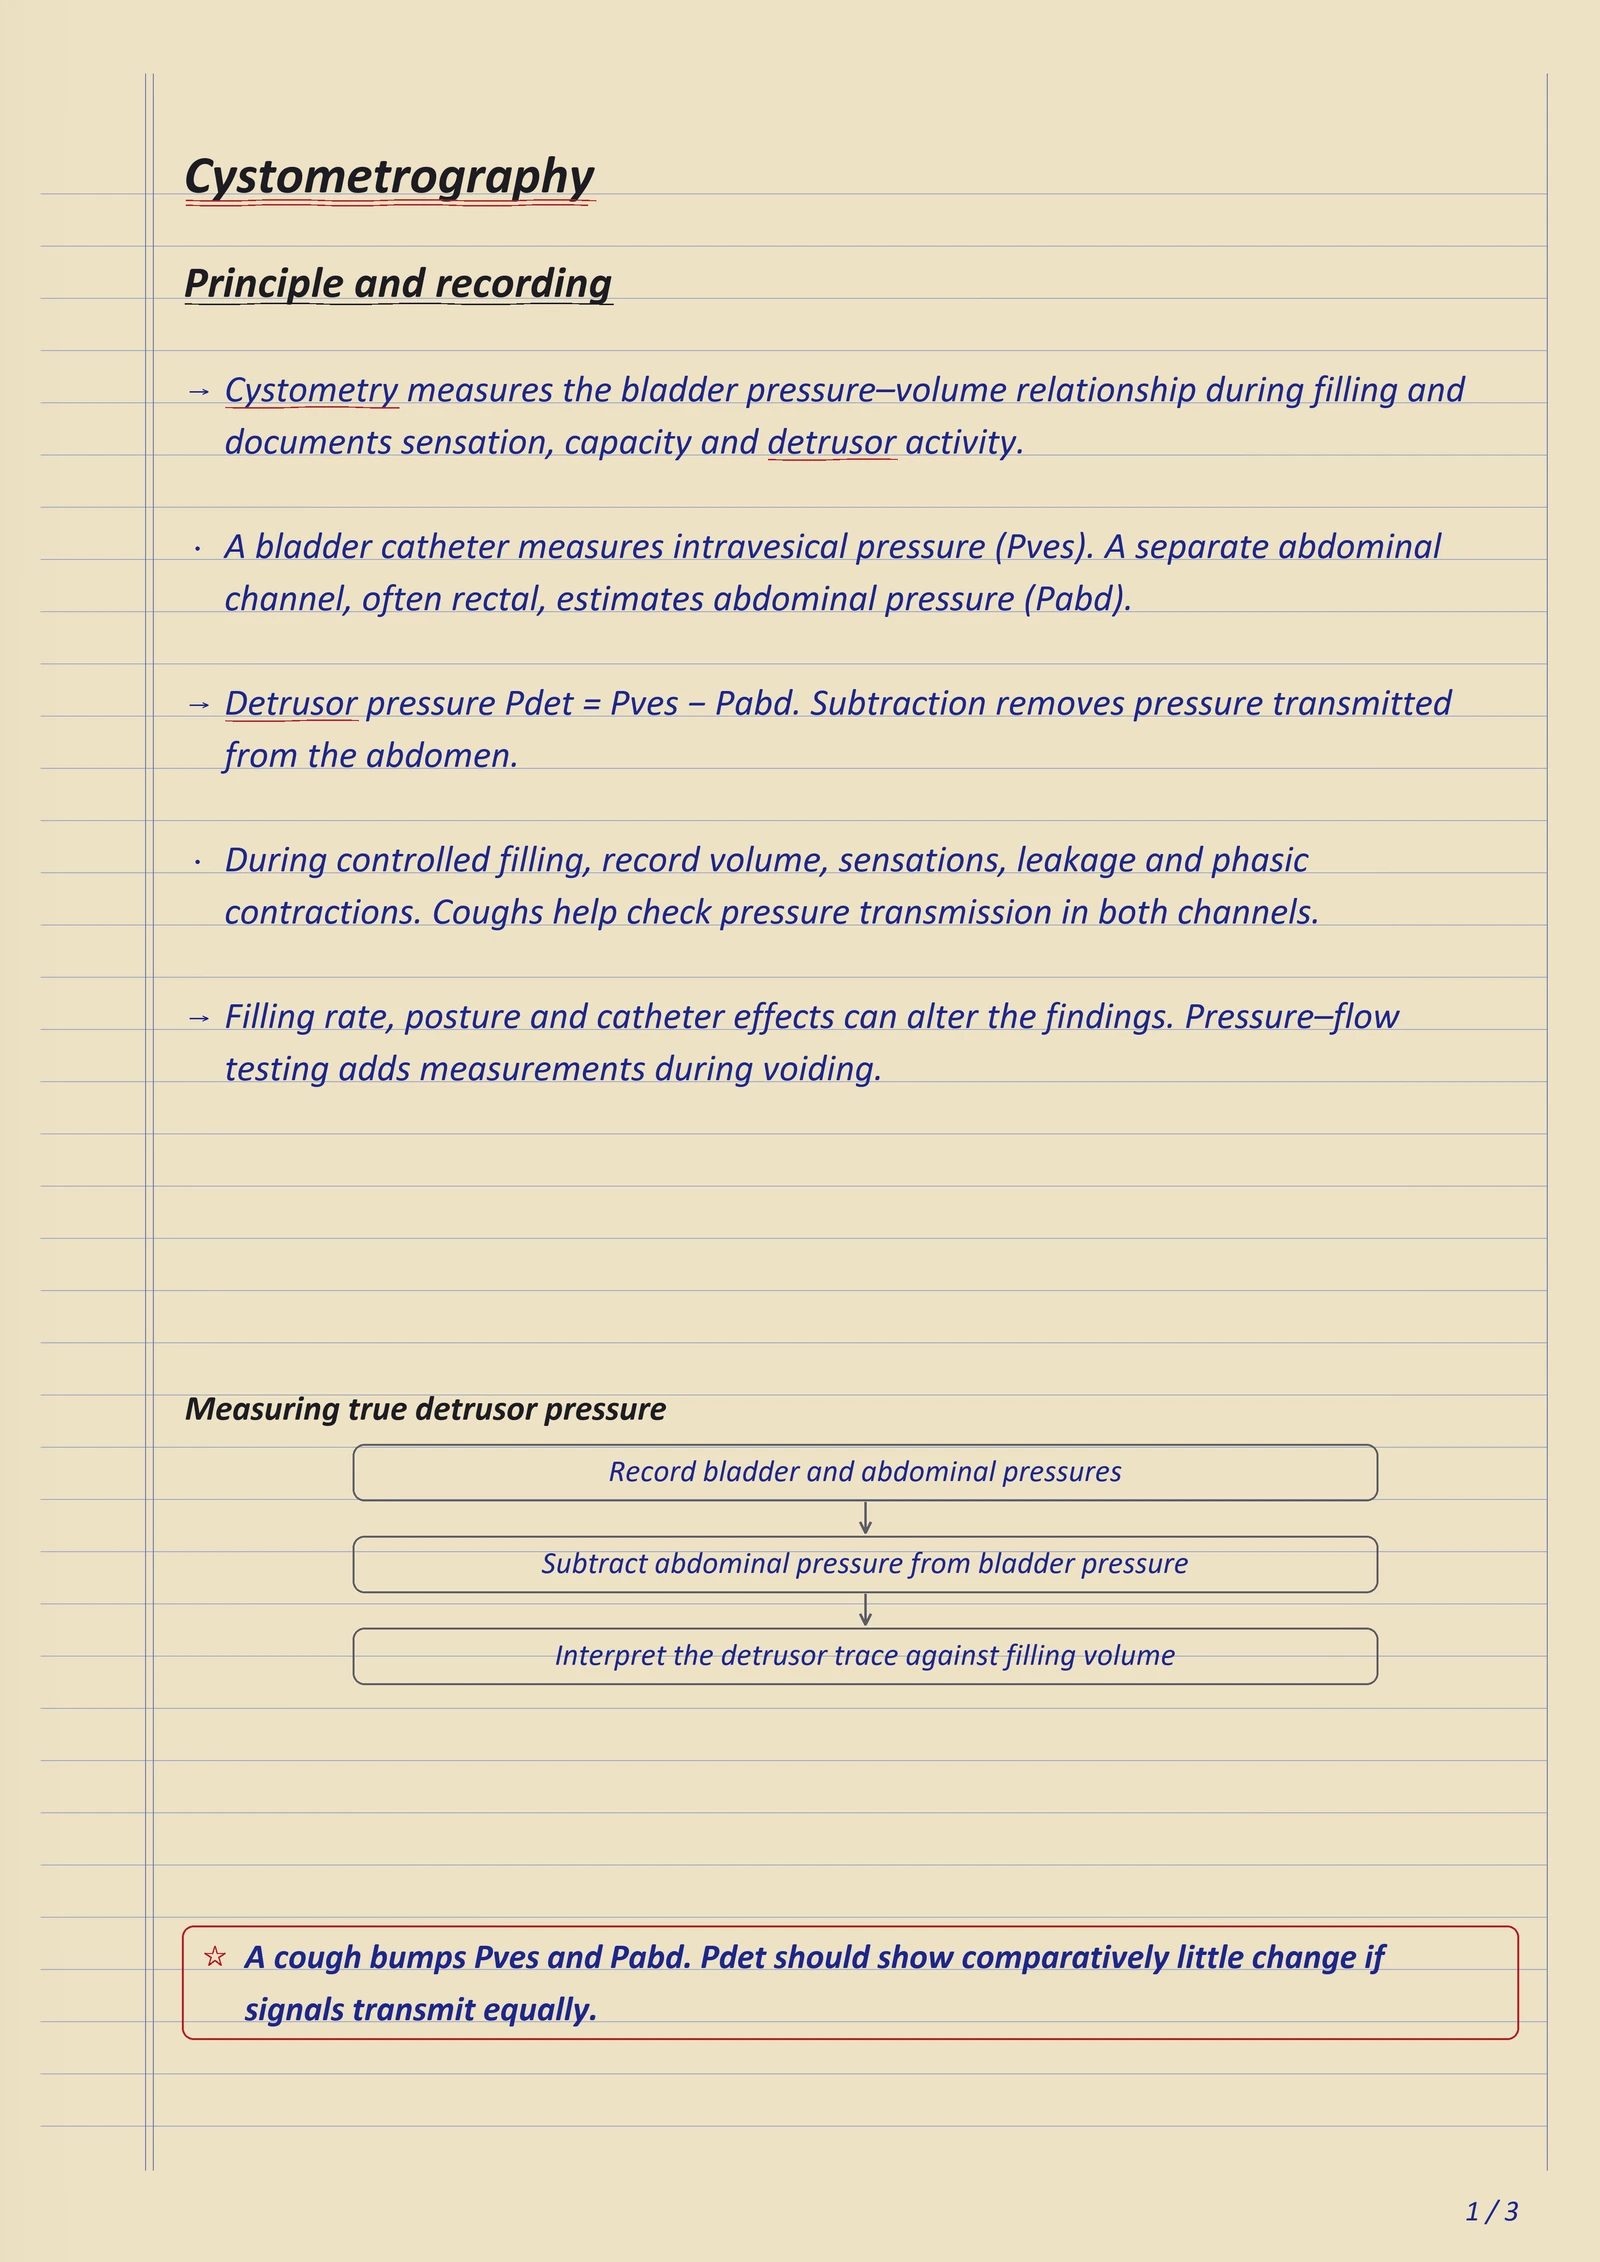 Cystometrography
Principle and recording
→ Cystometry measures the bladder pressure–volume relationship during filling and
documents sensation, capacity and detrusor activity.
· A bladder catheter measures intravesical pressure (Pves). A separate abdominal
channel, often rectal, estimates abdominal pressure (Pabd).
→ Detrusor pressure Pdet = Pves − Pabd. Subtraction removes pressure transmitted
from the abdomen.
· During controlled filling, record volume, sensations, leakage and phasic
contractions. Coughs help check pressure transmission in both channels.
→ Filling rate, posture and catheter effects can alter the findings. Pressure–flow
testing adds measurements during voiding.
Measuring true detrusor pressure
Record bladder and abdominal pressures
Subtract abdominal pressure from bladder pressure
Interpret the detrusor trace against filling volume
☆ A cough bumps Pves and Pabd. Pdet should show comparatively little change if
signals transmit equally.
1 / 3